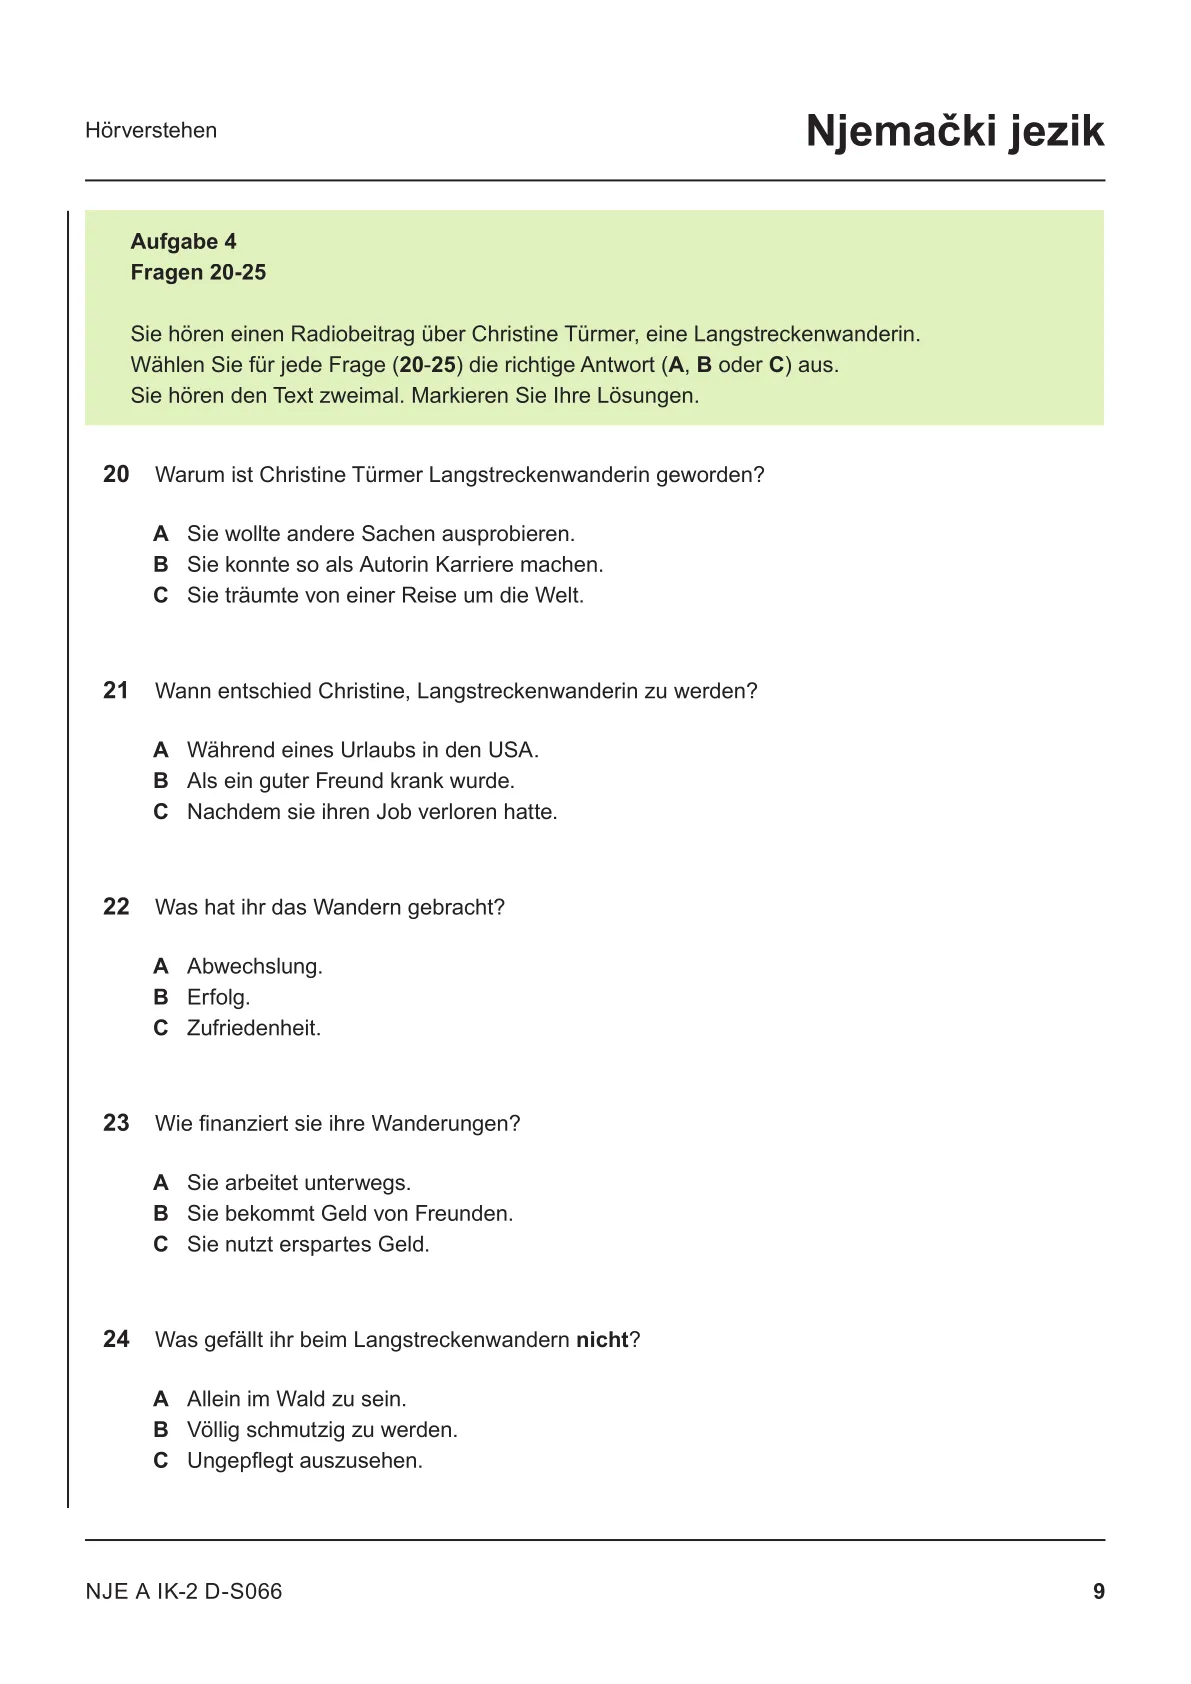 Hörverstehen
Njemački jezik
Aufgabe 4
Fragen 20-25
Sie hören einen Radiobeitrag über Christine Türmer, eine Langstreckenwanderin.
Wählen Sie für jede Frage (20-25) die richtige Antwort (A, B oder C) aus.
Sie hören den Text zweimal. Markieren Sie Ihre Lösungen.
20 Warum ist Christine Türmer Langstreckenwanderin geworden?
A Sie wollte andere Sachen ausprobieren.
B Sie konnte so als Autorin Karriere machen.
C Sie träumte von einer Reise um die Welt.
21 Wann entschied Christine, Langstreckenwanderin zu werden?
A Während eines Urlaubs in den USA.
B Als ein guter Freund krank wurde.
C Nachdem sie ihren Job verloren hatte.
22 Was hat ihr das Wandern gebracht?
A Abwechslung.
B Erfolg.
C Zufriedenheit.
23 Wie finanziert sie ihre Wanderungen?
A Sie arbeitet unterwegs.
B Sie bekommt Geld von Freunden.
C Sie nutzt erspartes Geld.
24 Was gefällt ihr beim Langstreckenwandern nicht?
A Allein im Wald zu sein.
B Völlig schmutzig zu werden.
C Ungepflegt auszusehen.
NJE A IK-2 D-S066
9